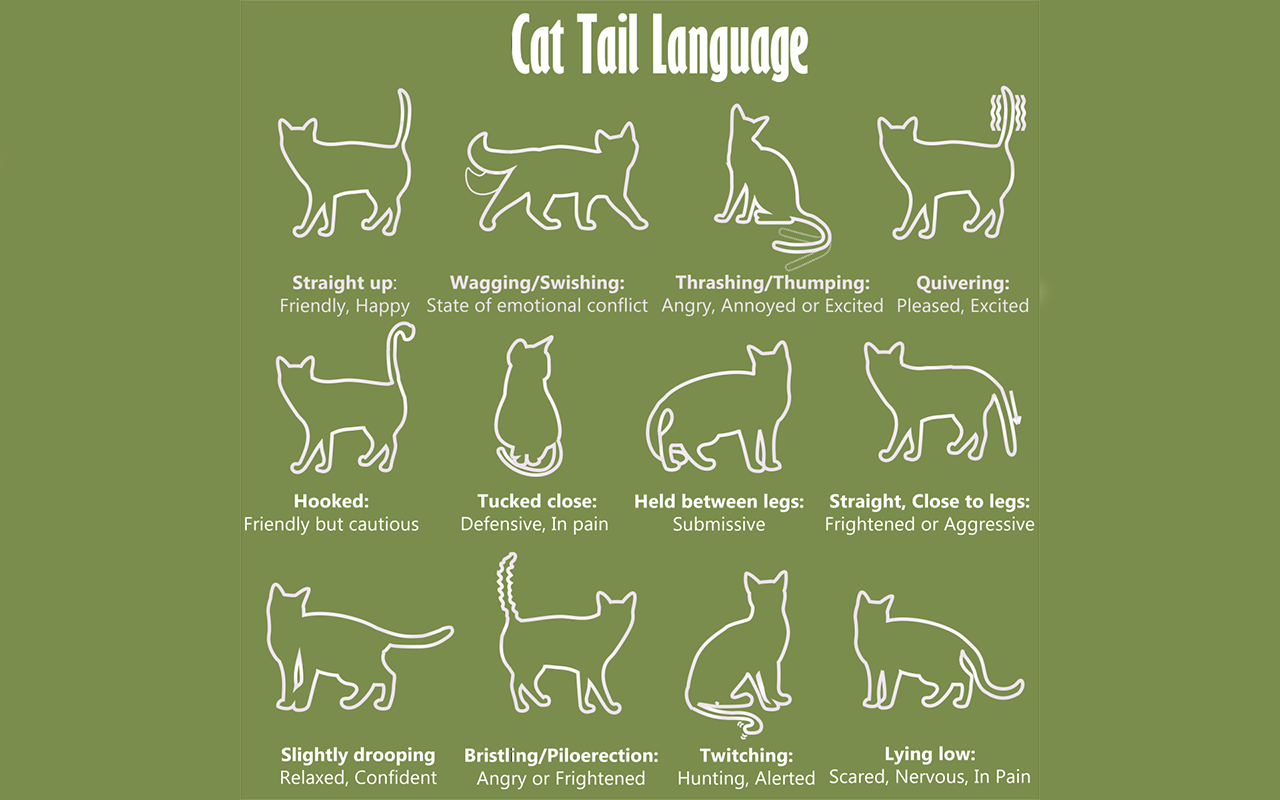 Cat Tail Language
Straight up:
Friendly, Happy
Wagging/Swishing:
State of emotional conflict
Thrashing/Thumping:
Angry, Annoyed or Excited
Quivering:
Pleased, Excited
Hooked:
Friendly but cautious
Tucked close:
Defensive, In pain
Held between legs:
Submissive
Straight, Close to legs:
Frightened or Aggressive
Slightly drooping
Relaxed, Confident
Bristling/Piloerection:
Angry or Frightened
Twitching:
Hunting, Alerted
Lying low:
Scared, Nervous, In Pain